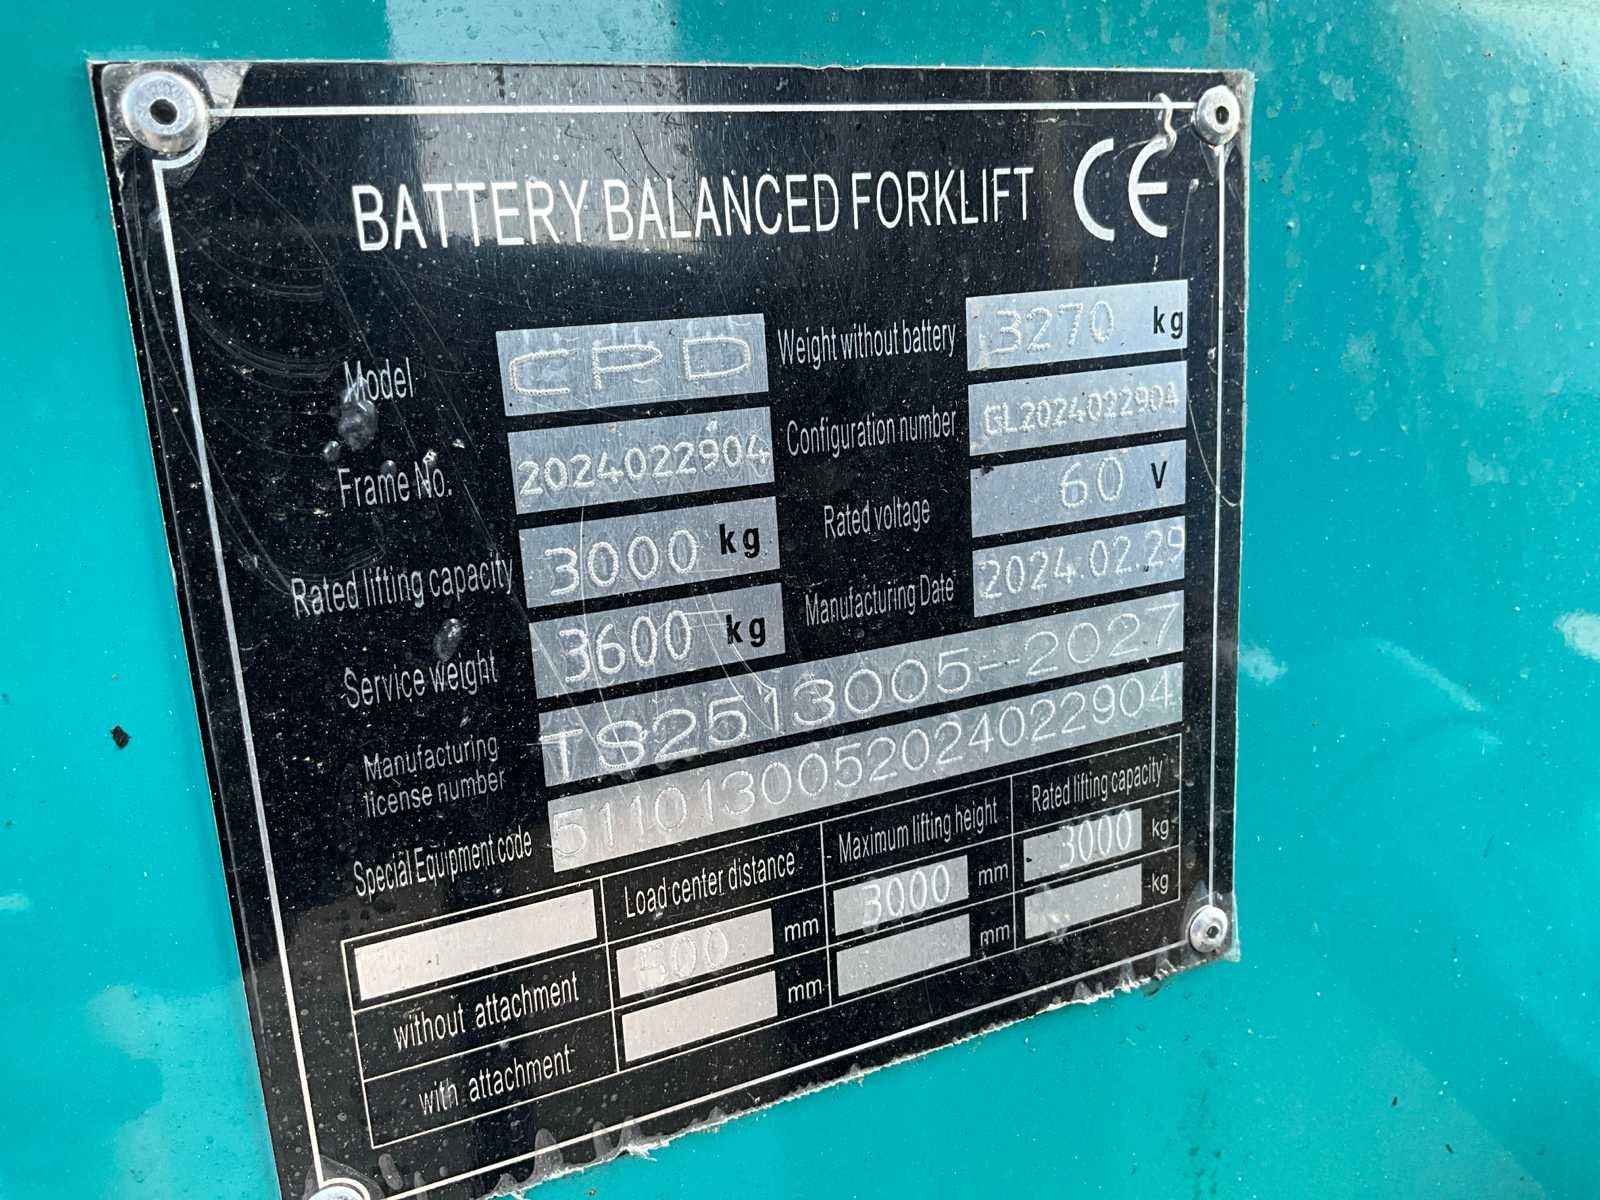 BATTERY BALANCED FORKLIFT CE
Model CPD
Weight without battery 3270 kg
Frame No. 2024022904
Configuration number GL2024022904
Rated lifting capacity 3000 kg
Rated voltage 60 V
Service weight 3600 kg
Manufacturing Date 2024.02.29
Manufacturing
license number TS2513005-2027
Special Equipment code 5110130052024022904
Load center distance Maximum lifting height Rated lifting capacity
without attachment 500 mm 3000 mm 3000 kg
with attachment mm mm kg